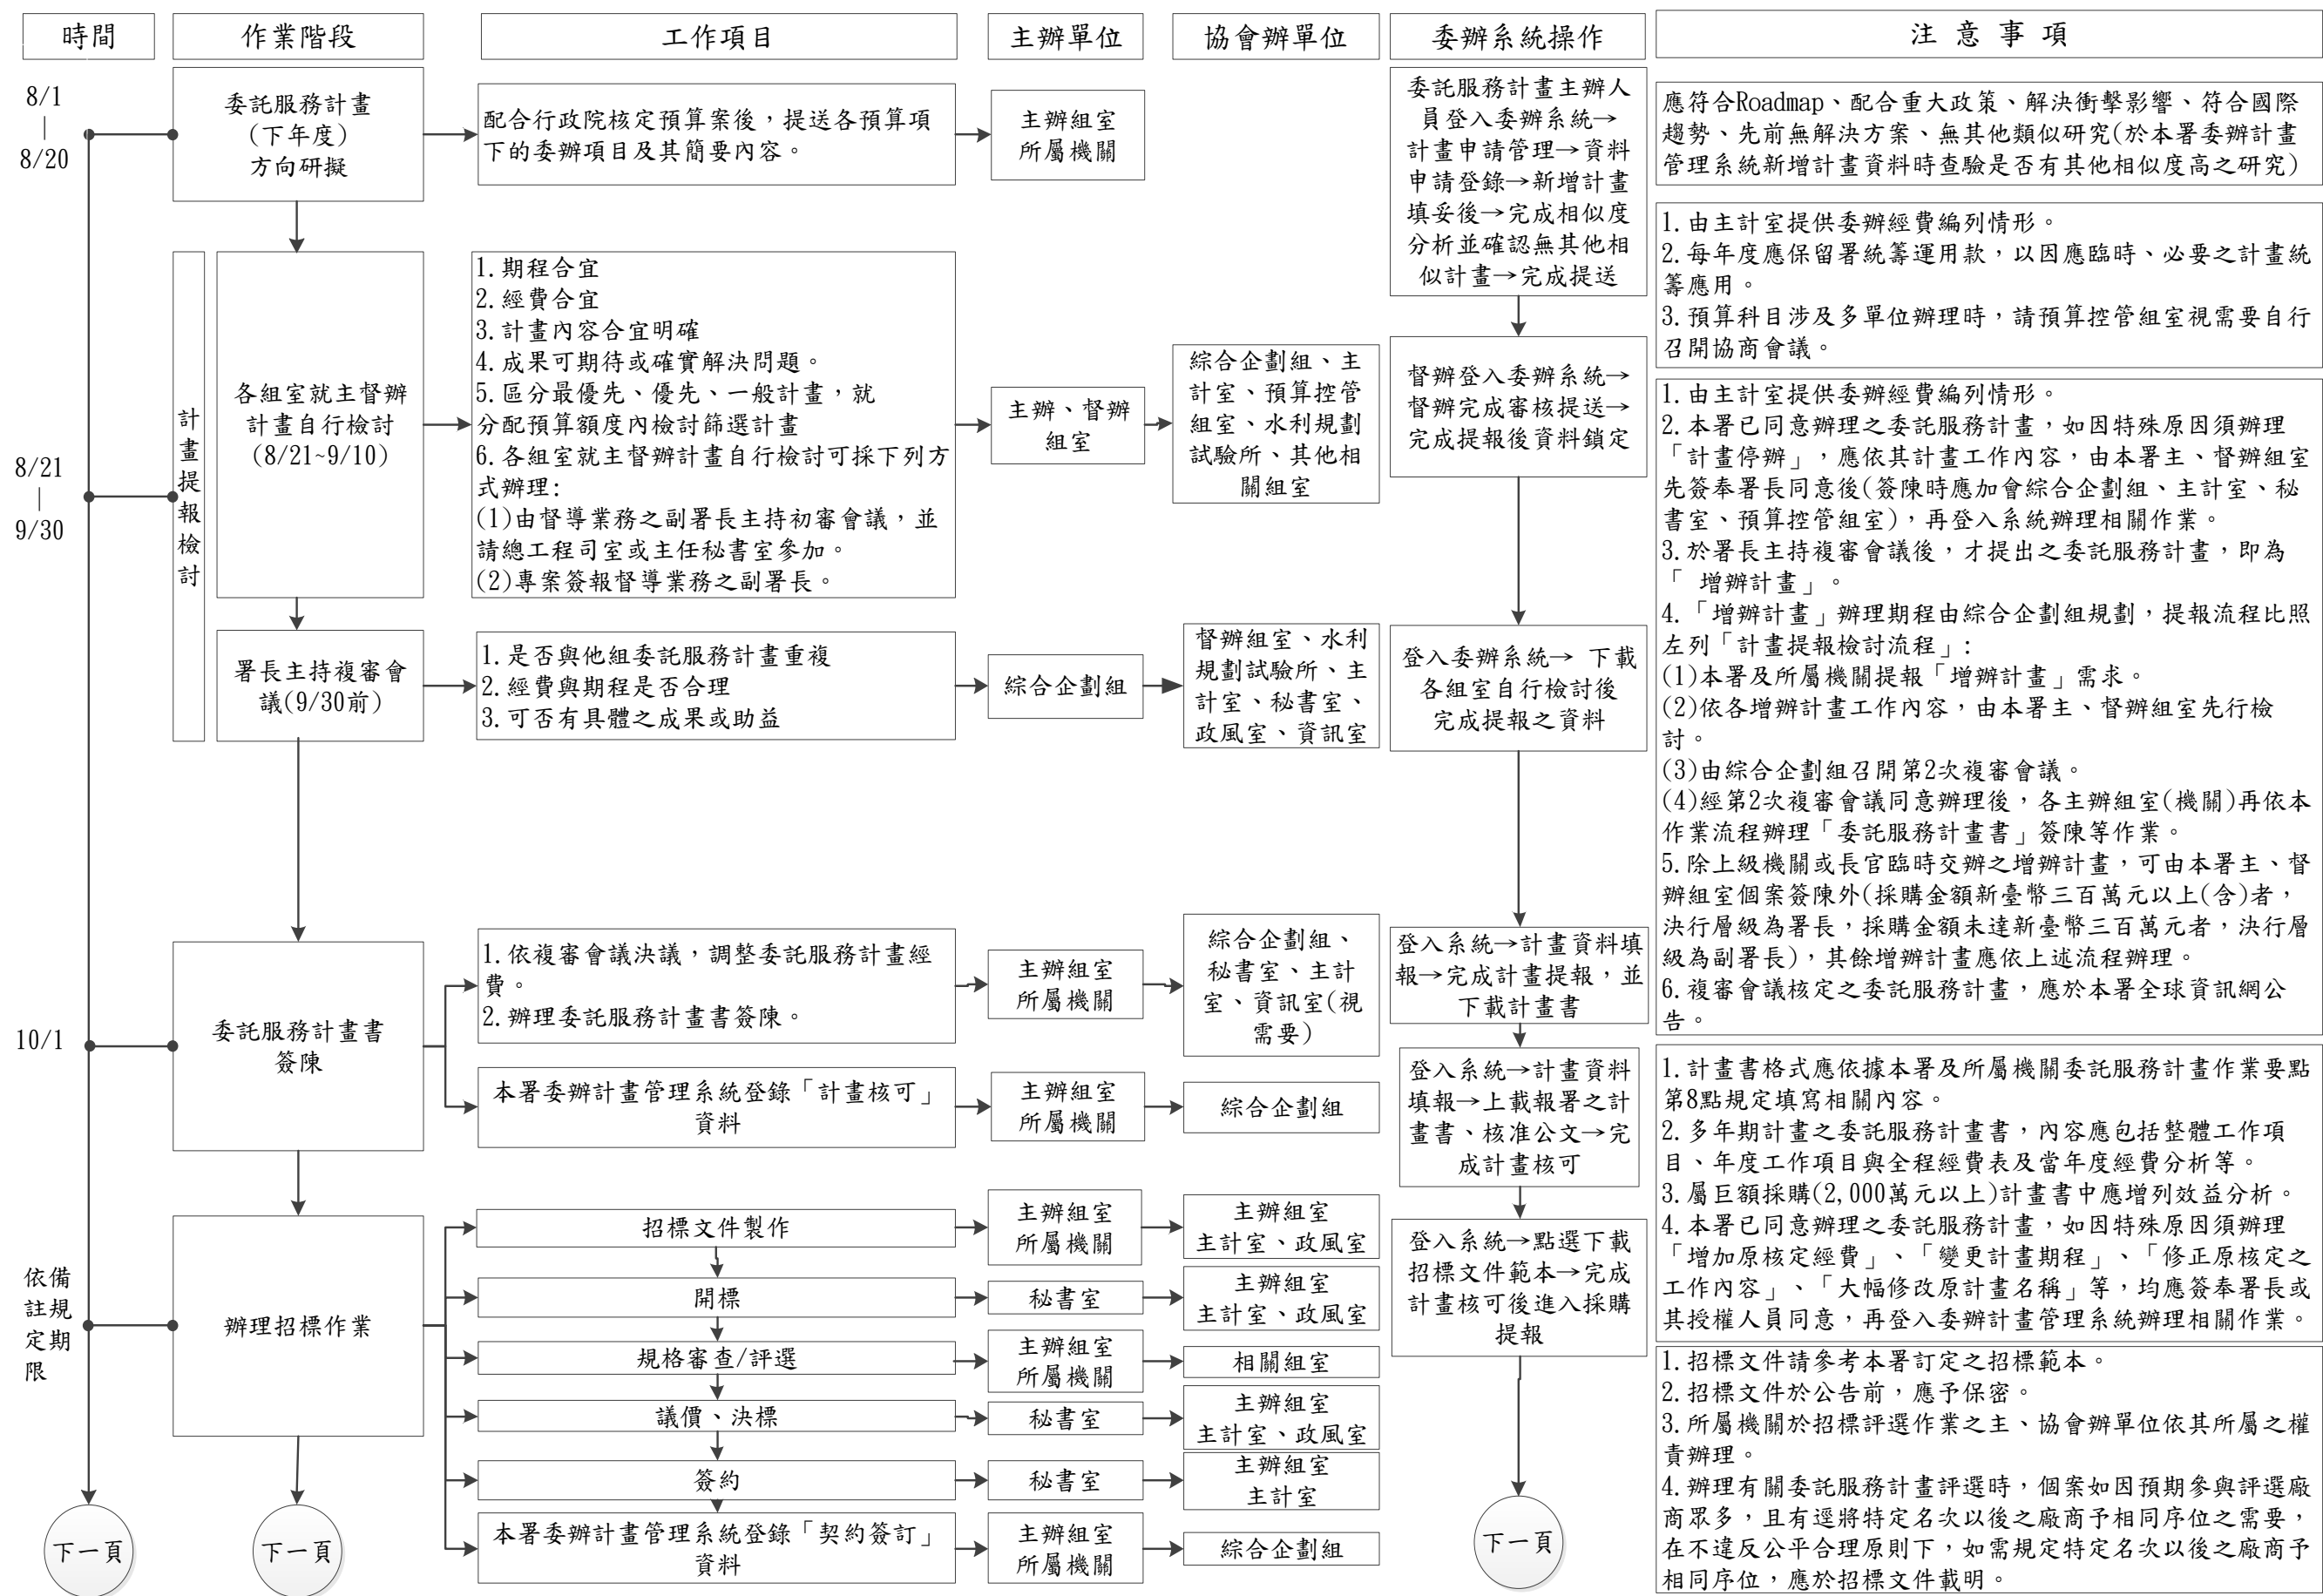 時間
作業階段
工作項目
主辦單位
協會辦單位
委辦系統操作
注 意 事 項
8/1
|
8/20
委託服務計畫
(下年度)
方向研擬
配合行政院核定預算案後，提送各預算項
下的委辦項目及其簡要內容。
主辦組室
所屬機關
委託服務計畫主辦人
員登入委辦系統→
計畫申請管理→資料
申請登錄→新增計畫
填妥後→完成相似度
分析並確認無其他相
似計畫→完成提送
應符合Roadmap、配合重大政策、解決衝擊影響、符合國際
趨勢、先前無解決方案、無其他類似研究(於本署委辦計畫
管理系統新增計畫資料時查驗是否有其他相似度高之研究)
1.由主計室提供委辦經費編列情形。
2.每年度應保留署統籌運用款，以因應臨時、必要之計畫統
籌應用。
3.預算科目涉及多單位辦理時，請預算控管組室視需要自行
召開協商會議。
8/21
|
9/30
計畫提報檢討
各組室就主督辦
計畫自行檢討
(8/21~9/10)
1.期程合宜
2.經費合宜
3.計畫內容合宜明確
4.成果可期待或確實解決問題。
5.區分最優先、優先、一般計畫，就
分配預算額度內檢討篩選計畫
6.各組室就主督辦計畫自行檢討可採下列方
式辦理:
(1)由督導業務之副署長主持初審會議，並
請總工程司室或主任秘書室參加。
(2)專案簽報督導業務之副署長。
主辦、督辦
組室
綜合企劃組、主
計室、預算控管
組室、水利規劃
試驗所、其他相
關組室
督辦登入委辦系統→
督辦完成審核提送→
完成提報後資料鎖定
1.由主計室提供委辦經費編列情形。
2.本署已同意辦理之委託服務計畫，如因特殊原因須辦理
「計畫停辦」，應依其計畫工作內容，由本署主、督辦組室
先簽奉署長同意後(簽陳時應加會綜合企劃組、主計室、秘
書室、預算控管組室)，再登入系統辦理相關作業。
3.於署長主持複審會議後，才提出之委託服務計畫，即為
「 增辦計畫」。
4.「增辦計畫」辦理期程由綜合企劃組規劃，提報流程比照
左列「計畫提報檢討流程」:
(1)本署及所屬機關提報「增辦計畫」需求。
(2)依各增辦計畫工作內容，由本署主、督辦組室先行檢
討。
(3)由綜合企劃組召開第2次複審會議。
(4)經第2次複審會議同意辦理後，各主辦組室(機關)再依本
作業流程辦理「委託服務計畫書」簽陳等作業。
5.除上級機關或長官臨時交辦之增辦計畫，可由本署主、督
辦組室個案簽陳外(採購金額新臺幣三百萬元以上(含)者，
決行層級為署長，採購金額未達新臺幣三百萬元者，決行層
級為副署長)，其餘增辦計畫應依上述流程辦理。
6.複審會議核定之委託服務計畫，應於本署全球資訊網公
告。
署長主持複審會
議(9/30前)
1.是否與他組委託服務計畫重複
2.經費與期程是否合理
3.可否有具體之成果或助益
綜合企劃組
督辦組室、水利
規劃試驗所、主
計室、秘書室、
政風室、資訊室
登入委辦系統→ 下載
各組室自行檢討後
完成提報之資料
10/1
委託服務計畫書
簽陳
1.依複審會議決議，調整委託服務計畫經
費。
2.辦理委託服務計畫書簽陳。
主辦組室
所屬機關
綜合企劃組、
秘書室、主計
室、資訊室(視
需要)
登入系統→計畫資料填
報→完成計畫提報，並
下載計畫書
本署委辦計畫管理系統登錄「計畫核可」
資料
主辦組室
所屬機關
綜合企劃組
登入系統→計畫資料
填報→上載報署之計
畫書、核准公文→完
成計畫核可
1.計畫書格式應依據本署及所屬機關委託服務計畫作業要點
第8點規定填寫相關內容。
2.多年期計畫之委託服務計畫書，內容應包括整體工作項
目、年度工作項目與全程經費表及當年度經費分析等。
3.屬巨額採購(2,000萬元以上)計畫書中應增列效益分析。
4.本署已同意辦理之委託服務計畫，如因特殊原因須辦理
「增加原核定經費」、「變更計畫期程」、「修正原核定之
工作內容」、「大幅修改原計畫名稱」等，均應簽奉署長或
其授權人員同意，再登入委辦計畫管理系統辦理相關作業。
依備
註規
定期
限
辦理招標作業
招標文件製作
主辦組室
所屬機關
主辦組室
主計室、政風室
開標
秘書室
主辦組室
主計室、政風室
規格審查/評選
主辦組室
所屬機關
相關組室
議價、決標
秘書室
主辦組室
主計室、政風室
簽約
秘書室
主辦組室
主計室
本署委辦計畫管理系統登錄「契約簽訂」
資料
主辦組室
所屬機關
綜合企劃組
登入系統→點選下載
招標文件範本→完成
計畫核可後進入採購
提報
1.招標文件請參考本署訂定之招標範本。
2.招標文件於公告前，應予保密。
3.所屬機關於招標評選作業之主、協會辦單位依其所屬之權
責辦理。
4.辦理有關委託服務計畫評選時，個案如因預期參與評選廠
商眾多，且有逕將特定名次以後之廠商予相同序位之需要，
在不違反公平合理原則下，如需規定特定名次以後之廠商予
相同序位，應於招標文件載明。
下一頁
下一頁
下一頁